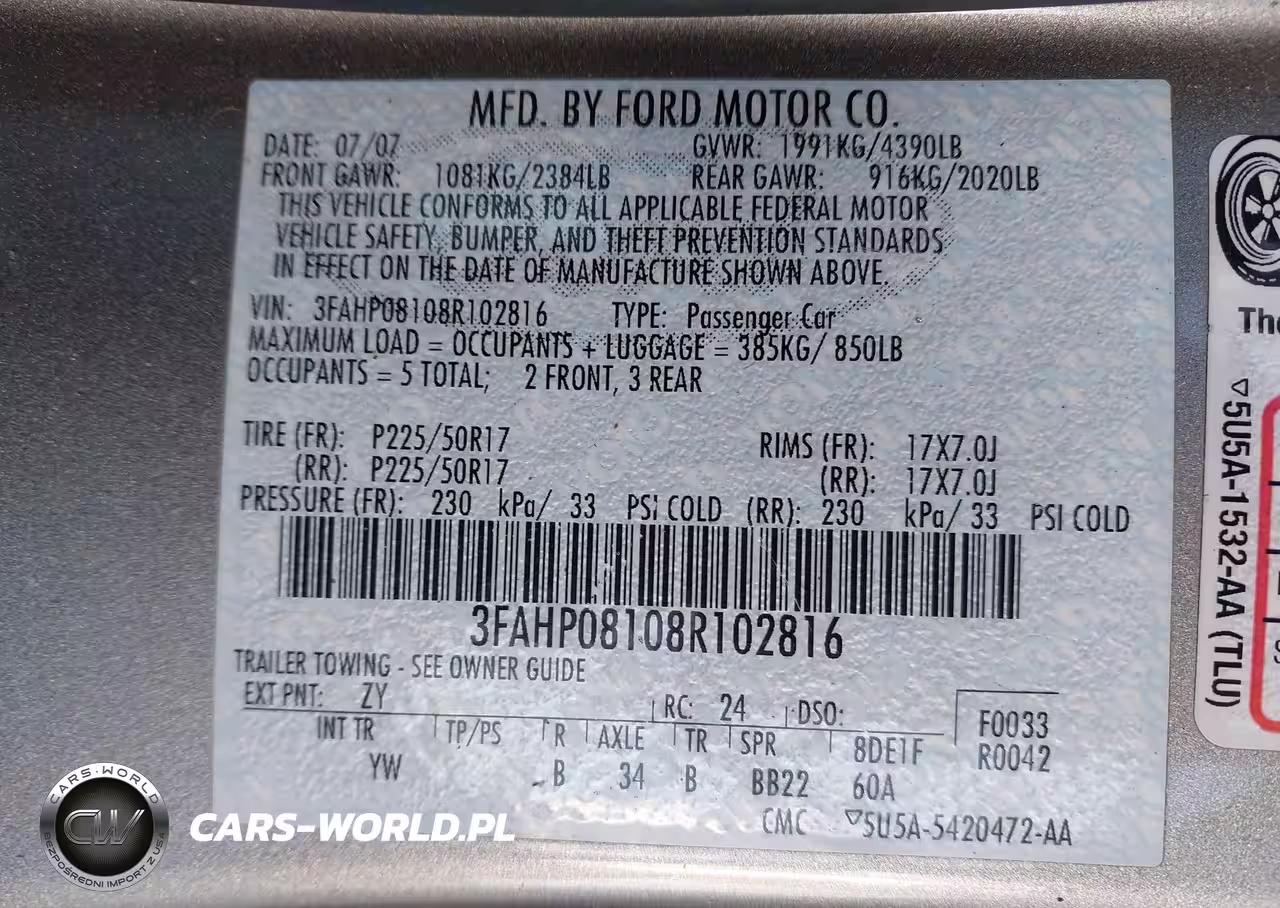 MFD. BY FORD MOTOR CO.
DATE: 07/07 GVWR: 1991KG/4390LB
FRONT GAWR: 1081KG/2384LB REAR GAWR: 916KG/2020LB
THIS VEHICLE CONFORMS TO ALL APPLICABLE FEDERAL MOTOR
VEHICLE SAFETY, BUMPER, AND THEFT PREVENTION STANDARDS
IN EFFECT ON THE DATE OF MANUFACTURE SHOWN ABOVE.
VIN: 3FAHP08108R102816 TYPE: Passenger Car
MAXIMUM LOAD = OCCUPANTS + LUGGAGE = 385KG/ 850LB
OCCUPANTS = 5 TOTAL; 2 FRONT, 3 REAR
TIRE (FR): P225/50R17 RIMS (FR): 17X7.0J
(RR): P225/50R17 (RR): 17X7.0J
PRESSURE (FR): 230 kPa/ 33 PSI COLD (RR): 230 kPa/ 33 PSI COLD
3FAHP08108R102816
TRAILER TOWING - SEE OWNER GUIDE
EXT PNT: ZY RC: 24 DSO: F0033
INT TR TP/PS R AXLE TR SPR 8DE1F R0042
YW B 34 B BB22 60A
CMC ▽5U5A-5420472-AA
▽5U5A-1532-AA (TLU)
CARS-WORLD
CW
BEZPOŚREDNI IMPORT Z USA
CARS-WORLD.PL